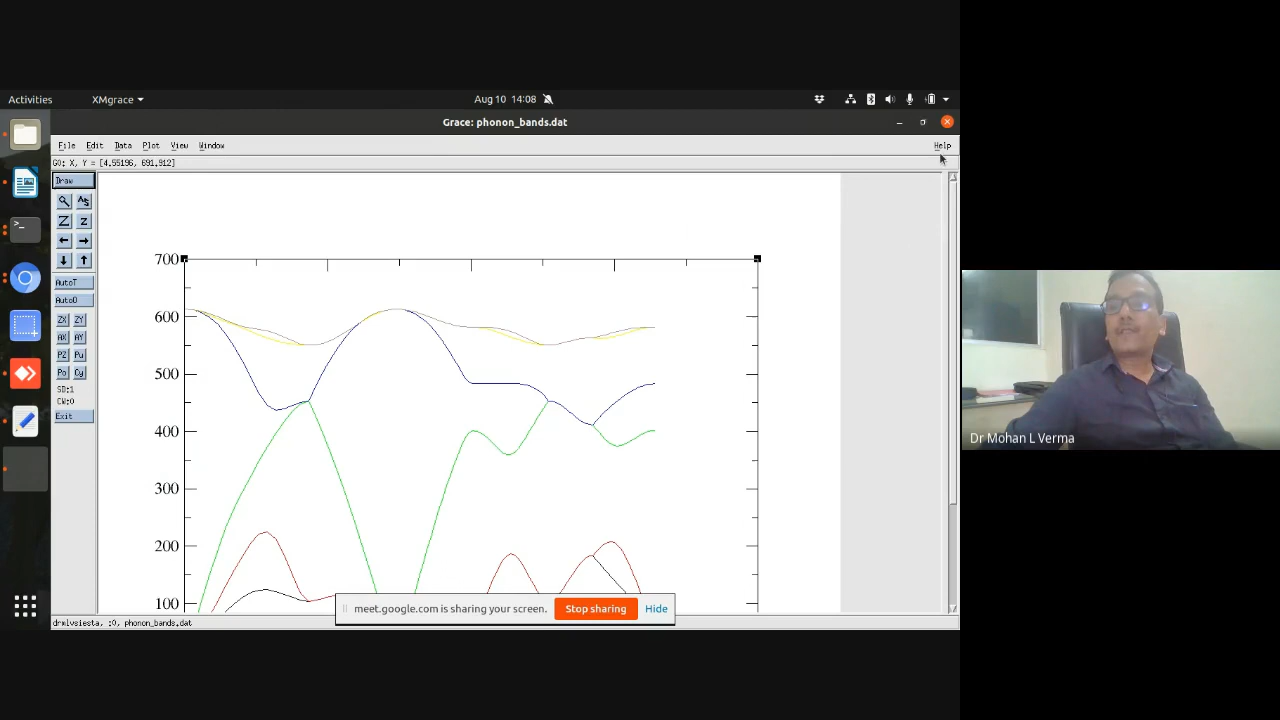 Activities XMgrace Aug 10 14:08
Grace: phonon_bands.dat
File Edit Data Plot View Window Help
G0: X, Y = [4.55196, 691.912]
Draw
Z z
AutoT
AutoO
ZX ZY
AX AY
PZ Pu
Po Cy
SD:1
CW:0
Exit
700
600
500
400
300
200
100
meet.google.com is sharing your screen. Stop sharing Hide
drmlvsiesta, :0, phonon_bands.dat
Dr Mohan L Verma